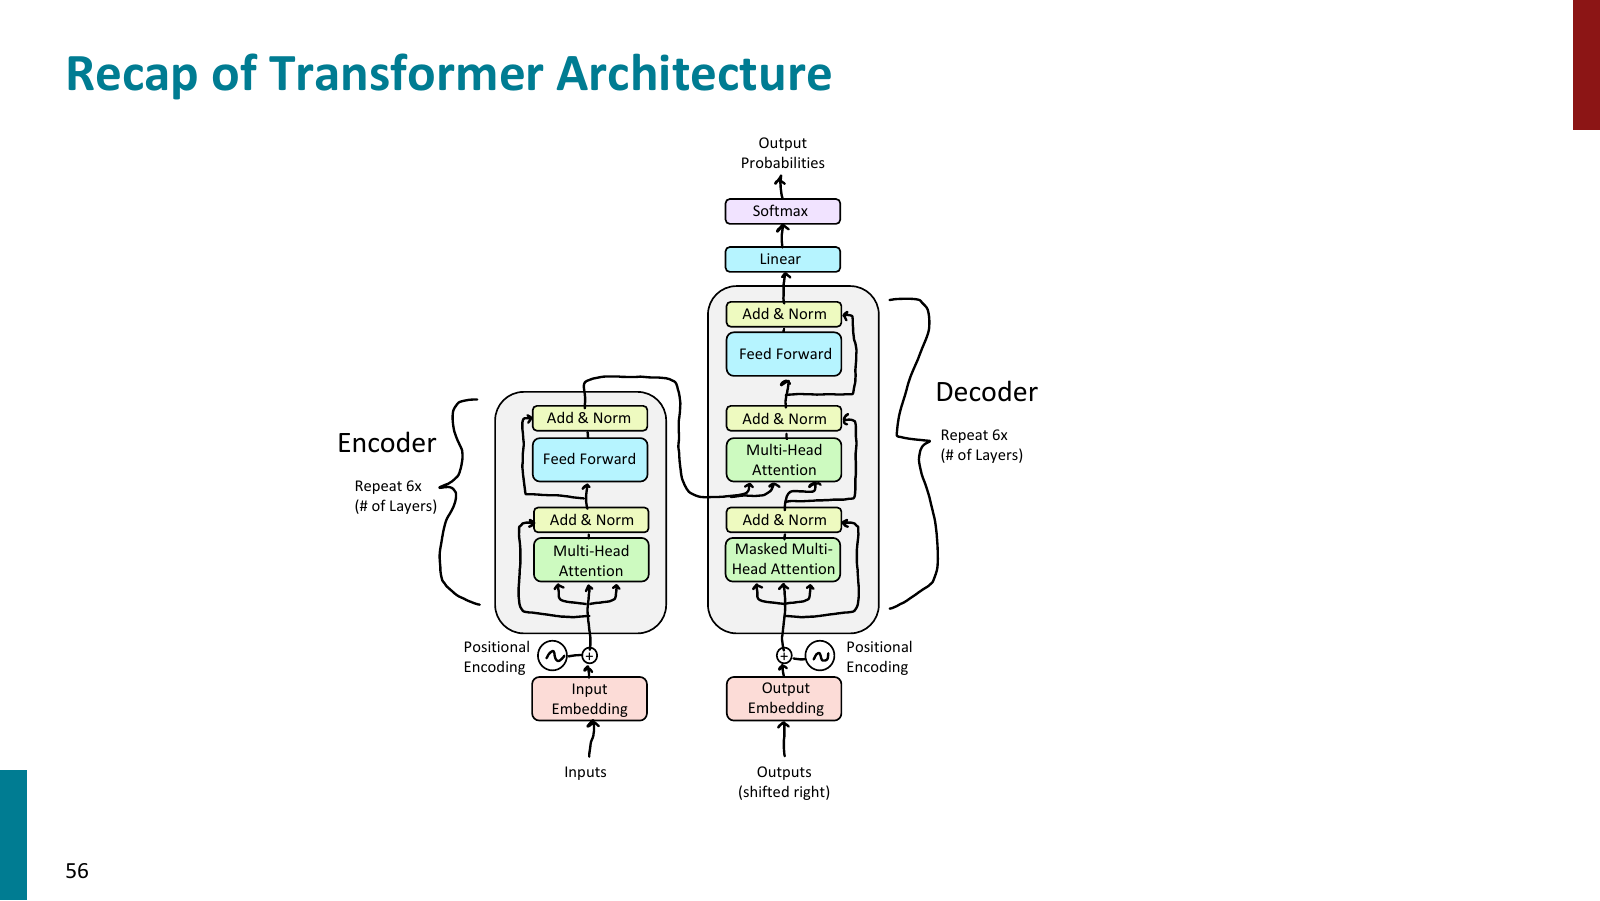 Recap of Transformer Architecture
Output
Probabilities
Softmax
Linear
Add & Norm
Feed Forward
Add & Norm
Multi-Head
Attention
Add & Norm
Masked Multi-
Head Attention
Decoder
Repeat 6x
(# of Layers)
Encoder
Repeat 6x
(# of Layers)
Add & Norm
Feed Forward
Add & Norm
Multi-Head
Attention
Positional
Encoding
+
Input
Embedding
Inputs
+
Positional
Encoding
Output
Embedding
Outputs
(shifted right)
56